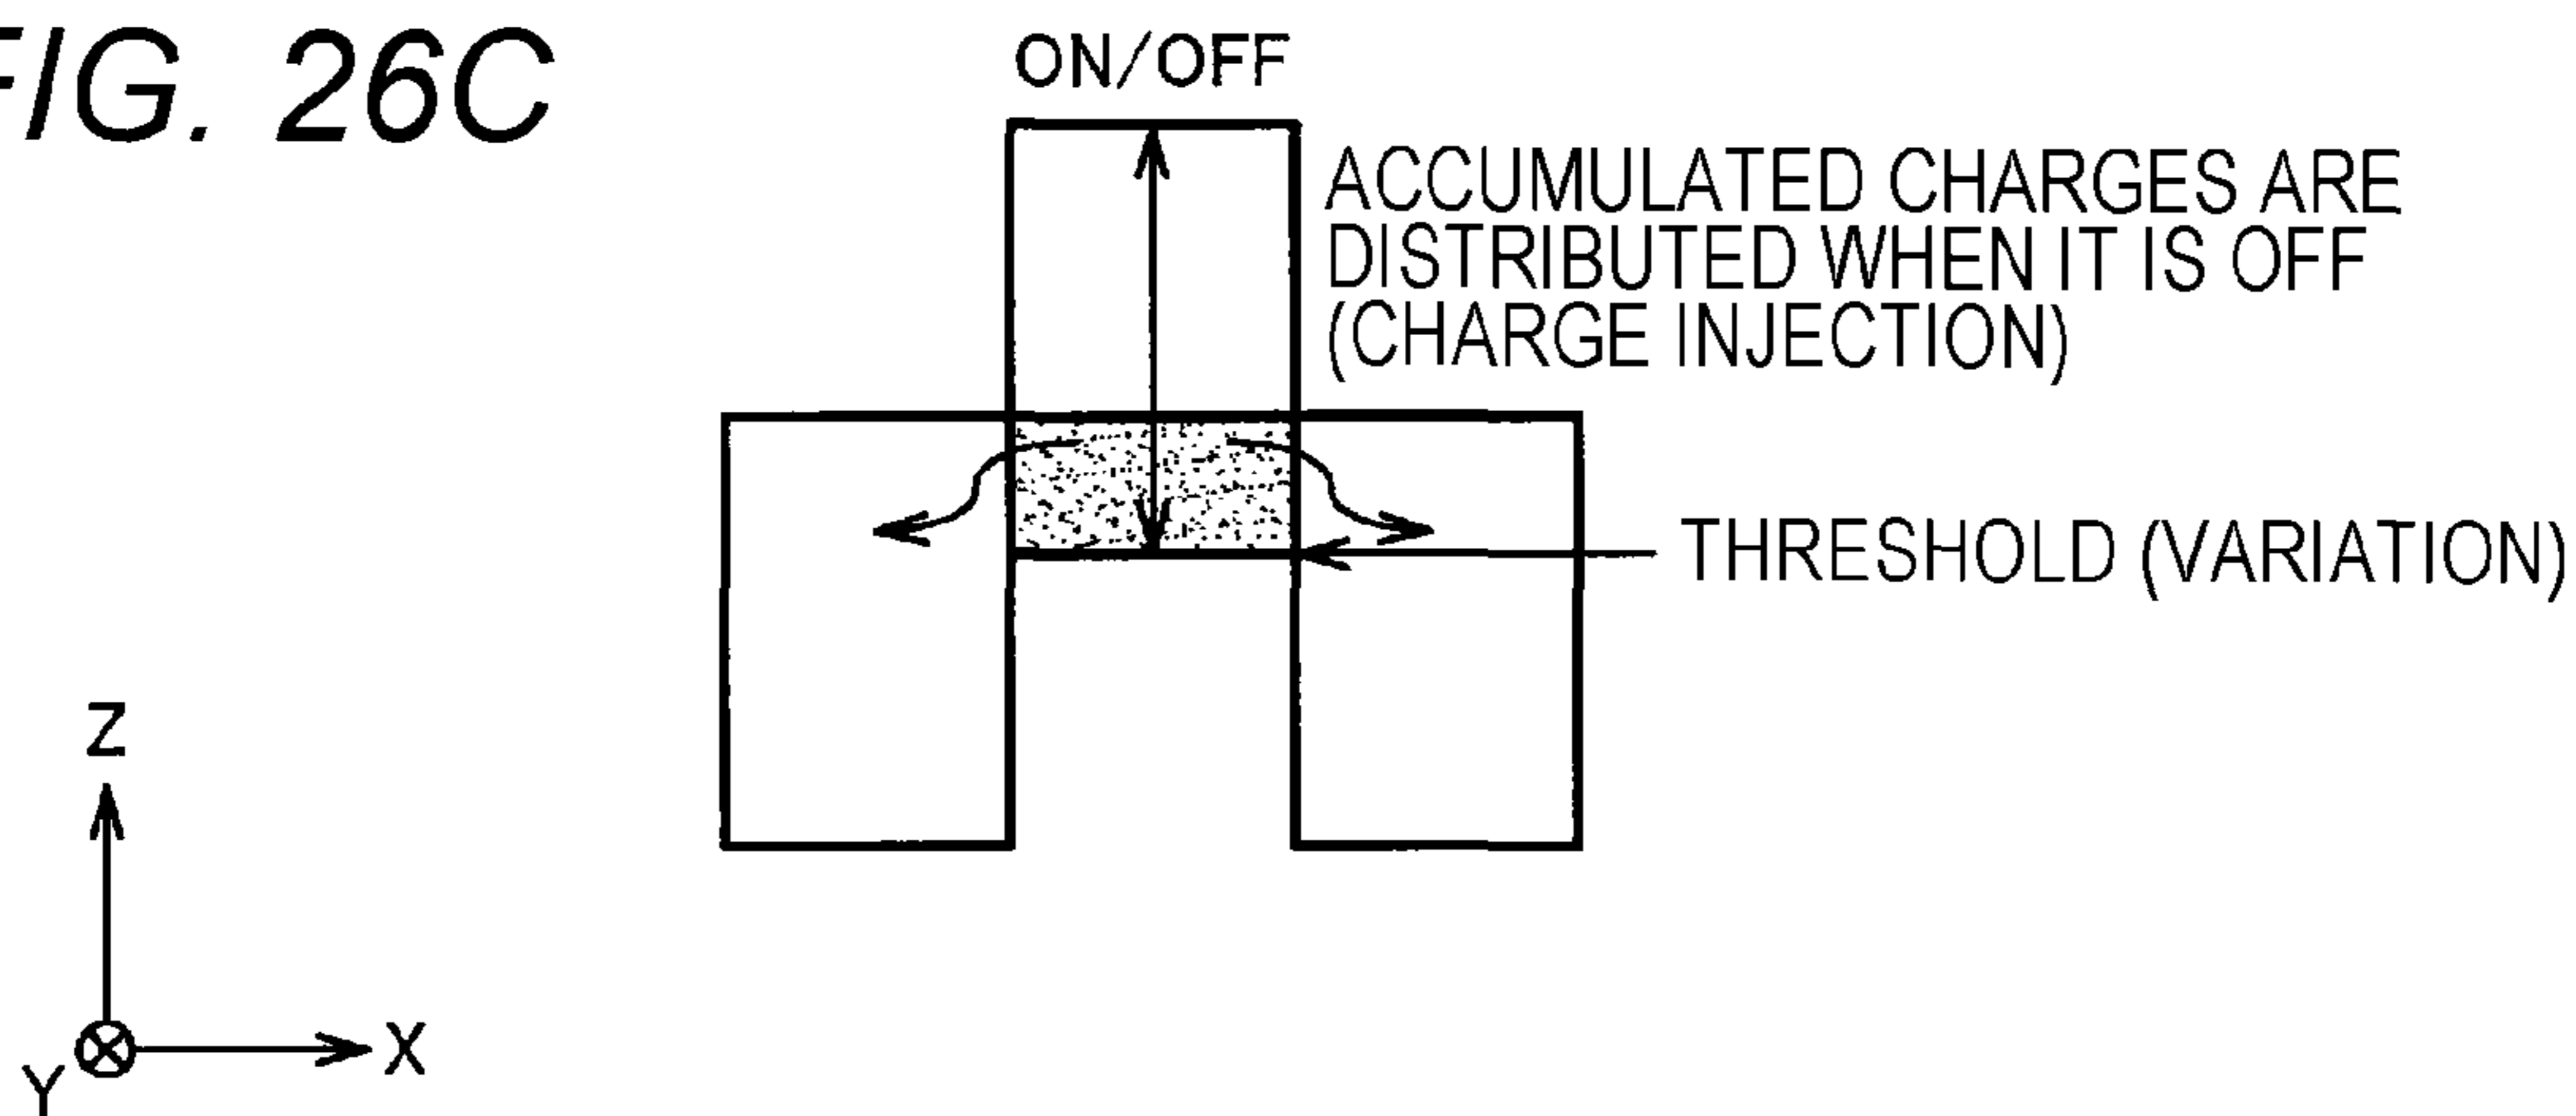 FIG. 26C
ON/OFF
ACCUMULATED CHARGES ARE
DISTRIBUTED WHEN IT IS OFF
(CHARGE INJECTION)
THRESHOLD (VARIATION)
Z
X
Y